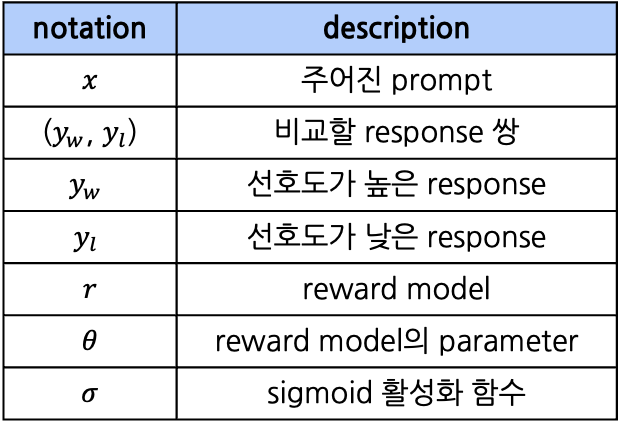 notation description
x 주어진 prompt
(y_w, y_l) 비교할 response 쌍
y_w 선호도가 높은 response
y_l 선호도가 낮은 response
r reward model
θ reward model의 parameter
σ sigmoid 활성화 함수